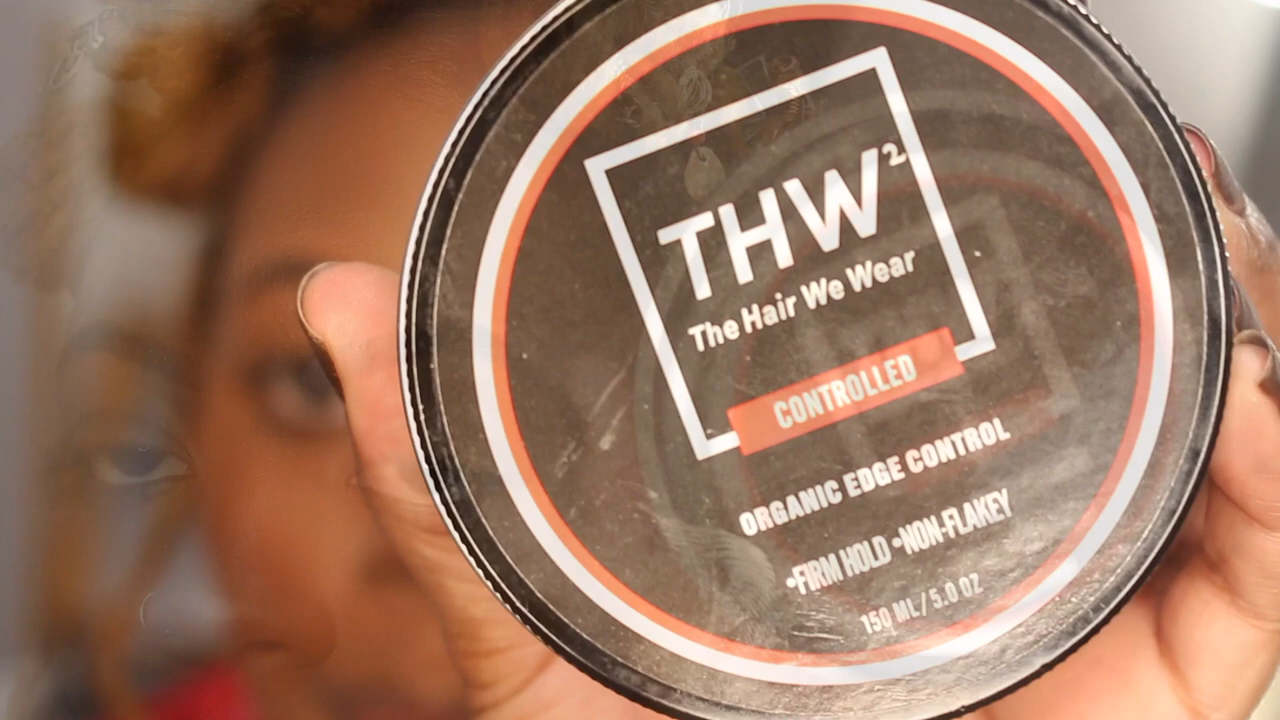 THW²
The Hair We Wear
CONTROLLED
ORGANIC EDGE CONTROL
•FIRM HOLD •NON-FLAKEY
150 ML / 5.0 OZ